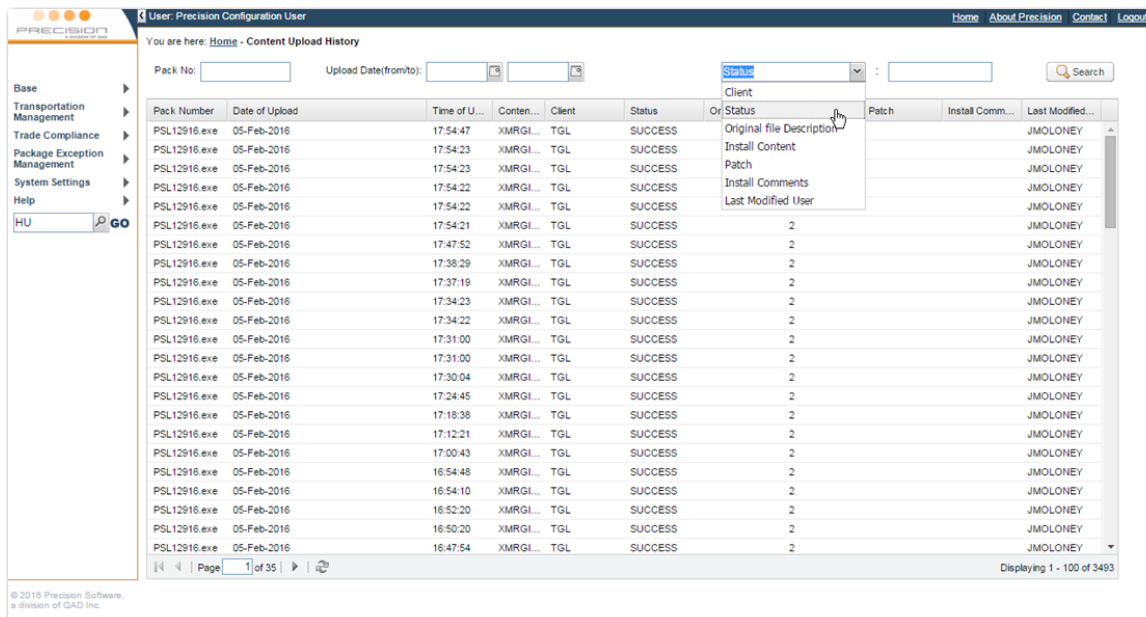 PRECISION
A DIVISION OF QAD
User: Precision Configuration User
Home About Precision Contact Logout
You are here: Home - Content Upload History
Pack No:
Upload Date(from/to):
Status
:
Search
Client
Status
Original file Description
Install Content
Patch
Install Comments
Last Modified User
Base
Transportation
Management
Trade Compliance
Package Exception
Management
System Settings
Help
HU
GO
Pack Number Date of Upload Time of U... Conten... Client Status Or Patch Install Comm... Last Modified...
PSL12916.exe 05-Feb-2016 17:54:47 XMRGI... TGL SUCCESS JMOLONEY
PSL12916.exe 05-Feb-2016 17:54:23 XMRGI... TGL SUCCESS JMOLONEY
PSL12916.exe 05-Feb-2016 17:54:23 XMRGI... TGL SUCCESS JMOLONEY
PSL12916.exe 05-Feb-2016 17:54:22 XMRGI... TGL SUCCESS JMOLONEY
PSL12916.exe 05-Feb-2016 17:54:22 XMRGI... TGL SUCCESS JMOLONEY
PSL12916.exe 05-Feb-2016 17:54:21 XMRGI... TGL SUCCESS 2 JMOLONEY
PSL12916.exe 05-Feb-2016 17:47:52 XMRGI... TGL SUCCESS 2 JMOLONEY
PSL12916.exe 05-Feb-2016 17:38:29 XMRGI... TGL SUCCESS 2 JMOLONEY
PSL12916.exe 05-Feb-2016 17:37:19 XMRGI... TGL SUCCESS 2 JMOLONEY
PSL12916.exe 05-Feb-2016 17:34:23 XMRGI... TGL SUCCESS 2 JMOLONEY
PSL12916.exe 05-Feb-2016 17:34:22 XMRGI... TGL SUCCESS 2 JMOLONEY
PSL12916.exe 05-Feb-2016 17:31:00 XMRGI... TGL SUCCESS 2 JMOLONEY
PSL12916.exe 05-Feb-2016 17:31:00 XMRGI... TGL SUCCESS 2 JMOLONEY
PSL12916.exe 05-Feb-2016 17:30:04 XMRGI... TGL SUCCESS 2 JMOLONEY
PSL12916.exe 05-Feb-2016 17:24:45 XMRGI... TGL SUCCESS 2 JMOLONEY
PSL12916.exe 05-Feb-2016 17:18:38 XMRGI... TGL SUCCESS 2 JMOLONEY
PSL12916.exe 05-Feb-2016 17:12:21 XMRGI... TGL SUCCESS 2 JMOLONEY
PSL12916.exe 05-Feb-2016 17:00:43 XMRGI... TGL SUCCESS 2 JMOLONEY
PSL12916.exe 05-Feb-2016 16:54:48 XMRGI... TGL SUCCESS 2 JMOLONEY
PSL12916.exe 05-Feb-2016 16:54:10 XMRGI... TGL SUCCESS 2 JMOLONEY
PSL12916.exe 05-Feb-2016 16:52:20 XMRGI... TGL SUCCESS 2 JMOLONEY
PSL12916.exe 05-Feb-2016 16:50:20 XMRGI... TGL SUCCESS 2 JMOLONEY
PSL12916.exe 05-Feb-2016 16:47:54 XMRGI... TGL SUCCESS 2 JMOLONEY
Page 1 of 35
Displaying 1 - 100 of 3493
© 2016 Precision Software,
a division of QAD Inc.